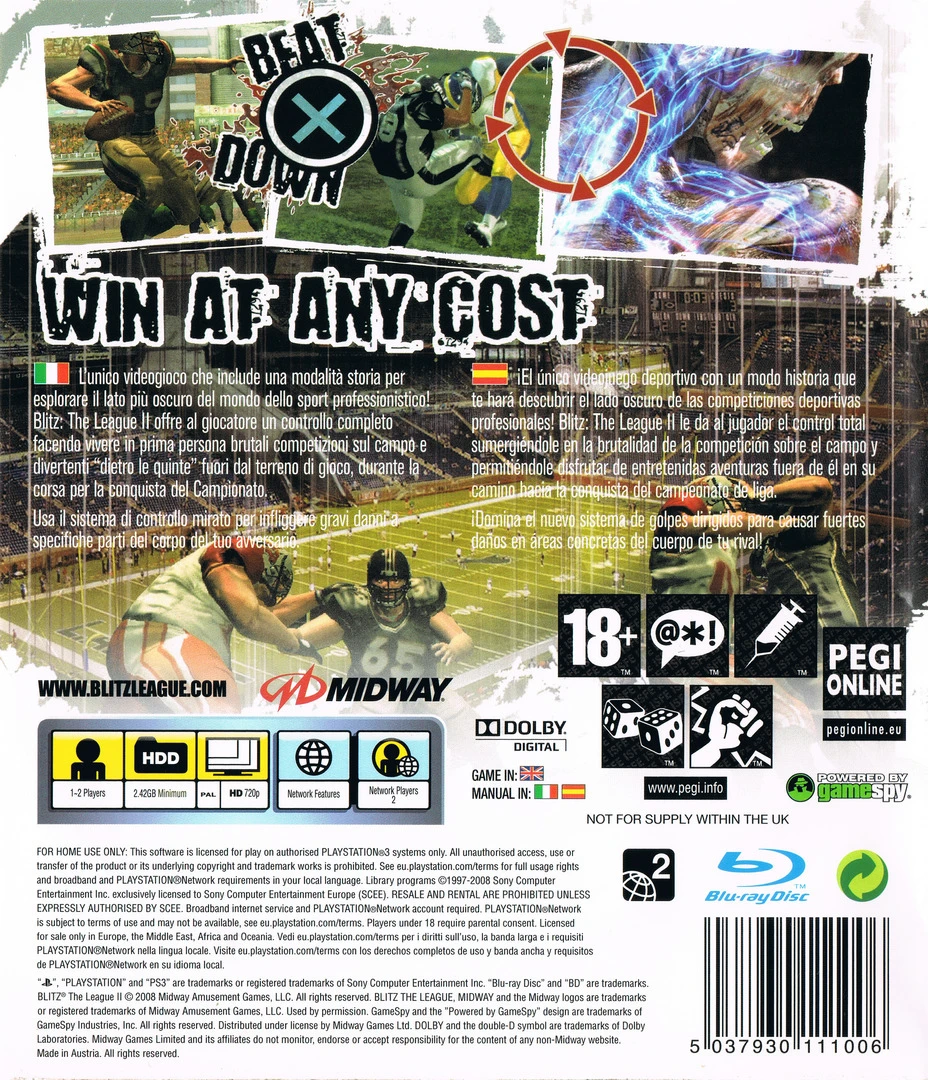 BEAT
DOWN
WIN AT ANY COST
L'unico videogioco che include una modalità storia per
esplorare il lato più oscuro del mondo dello sport professionistico!
Blitz: The League II offre al giocatore un controllo completo
facendo vivere in prima persona brutali competizioni sul campo e
divertenti “dietro le quinte” fuori dal terreno di gioco, durante la
corsa per la conquista del Campionato.
Usa il sistema di controllo mirato per infliggere gravi danni a
specifiche parti del corpo del tuo avversario.
¡El único videojuego deportivo con un modo historia que
te hará descubrir el lado oscuro de las competiciones deportivas
profesionales! Blitz: The League II le da al jugador el control total
sumergiéndole en la brutalidad de la competición sobre el campo y
permitiéndole disfrutar de entretenidas aventuras fuera de él en su
camino hacia la conquista del campeonato de liga.
¡Domina el nuevo sistema de golpes dirigidos para causar fuertes
daños en áreas concretas del cuerpo de tu rival!
65
18+
TM
@*!
TM
TM
TM
TM
PEGI
ONLINE
pegionline.eu
www.pegi.info
WWW.BLITZLEAGUE.COM
MIDWAY
1-2 Players
HDD
2.42GB Minimum
PAL HD 720p
Network Features
Network Players
2
DOLBY
DIGITAL
GAME IN:
MANUAL IN:
POWERED BY
gamespy.
NOT FOR SUPPLY WITHIN THE UK
FOR HOME USE ONLY: This software is licensed for play on authorised PLAYSTATION®3 systems only. All unauthorised access, use or
transfer of the product or its underlying copyright and trademark works is prohibited. See eu.playstation.com/terms for full usage rights
and broadband and PLAYSTATION®Network requirements in your local language. Library programs ©1997-2008 Sony Computer
Entertainment Inc. exclusively licensed to Sony Computer Entertainment Europe (SCEE). RESALE AND RENTAL ARE PROHIBITED UNLESS
EXPRESSLY AUTHORISED BY SCEE. Broadband internet service and PLAYSTATION®Network account required. PLAYSTATION®Network
is subject to terms of use and may not be available, see eu.playstation.com/terms. Players under 18 require parental consent. Licensed
for sale only in Europe, the Middle East, Africa and Oceania. Vedi eu.playstation.com/terms per i diritti sull'uso, la banda larga e i requisiti
PLAYSTATION®Network nella lingua locale. Visite eu.playstation.com/terms con los derechos completos de uso y banda ancha y requisitos
de PLAYSTATION®Network en su idioma local.
“ ”, “PLAYSTATION” and “PS3” are trademarks or registered trademarks of Sony Computer Entertainment Inc. “Blu-ray Disc” and “BD” are trademarks.
BLITZ® The League II © 2008 Midway Amusement Games, LLC. All rights reserved. BLITZ THE LEAGUE, MIDWAY and the Midway logos are trademarks
or registered trademarks of Midway Amusement Games, LLC. Used by permission. GameSpy and the "Powered by GameSpy" design are trademarks of
GameSpy Industries, Inc. All rights reserved. Distributed under license by Midway Games Ltd. DOLBY and the double-D symbol are trademarks of Dolby
Laboratories. Midway Games Limited and its affiliates do not monitor, endorse or accept responsibility for the content of any non-Midway website.
Made in Austria. All rights reserved.
2
Blu-ray Disc
TM
5 037930 111006